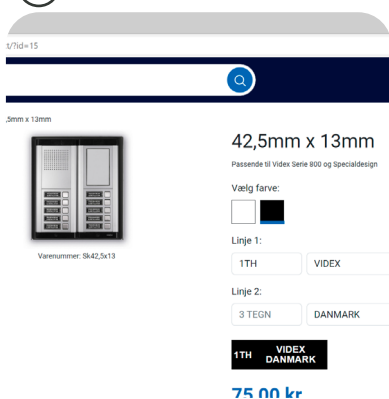 t/?id=15
,5mm x 13mm
42,5mm x 13mm
Passende til Videx Serie 800 og Specialdesign
Vælg farve:
Varenummer: Sk42,5x13
Linje 1:
1TH VIDEX
Linje 2:
3 TEGN DANMARK
1TH VIDEX
DANMARK
75,00 kr